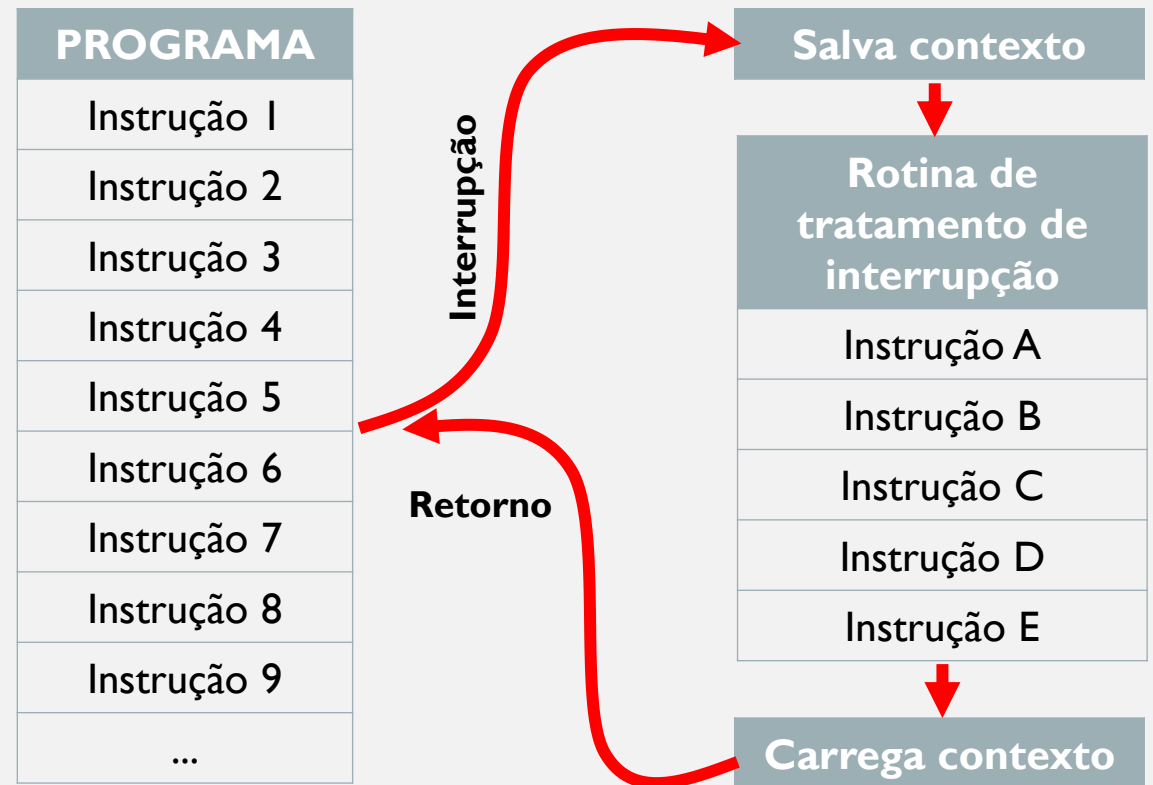 PROGRAMA
Instrução 1
Instrução 2
Instrução 3
Instrução 4
Instrução 5
Instrução 6
Instrução 7
Instrução 8
Instrução 9
...
Interrupção
Retorno
Salva contexto
Rotina de
tratamento de
interrupção
Instrução A
Instrução B
Instrução C
Instrução D
Instrução E
Carrega contexto